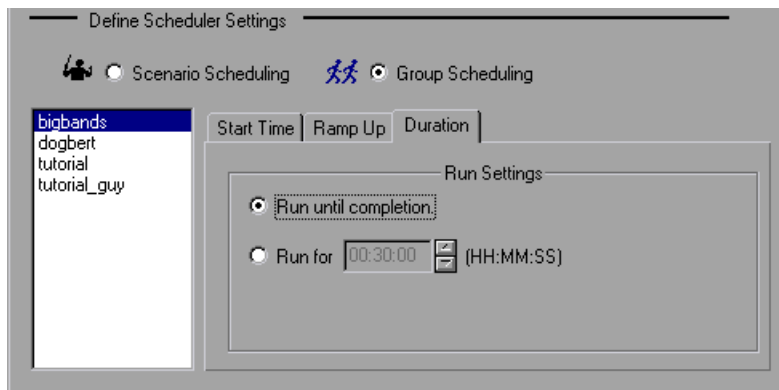 Define Scheduler Settings
Scenario Scheduling Group Scheduling
bigbands
dogbert
tutorial
tutorial_guy
Start Time Ramp Up Duration
Run Settings
Run until completion.
Run for 00:30:00 (HH:MM:SS)